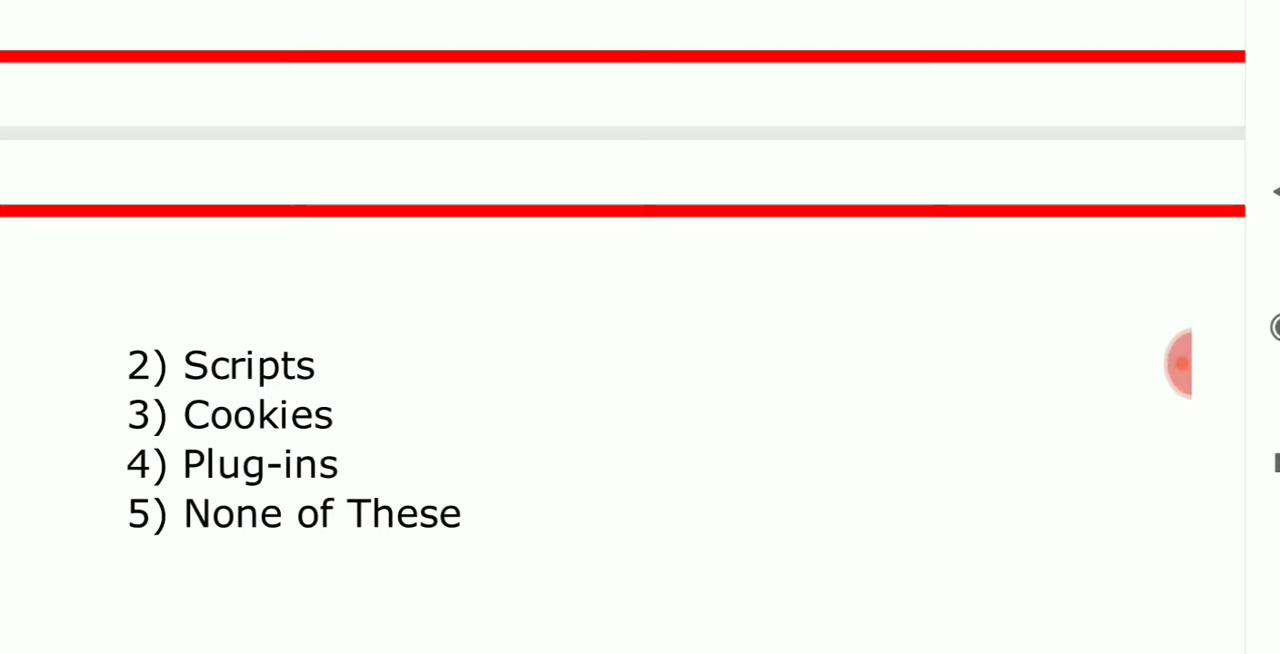 2) Scripts
3) Cookies
4) Plug-ins
5) None of These